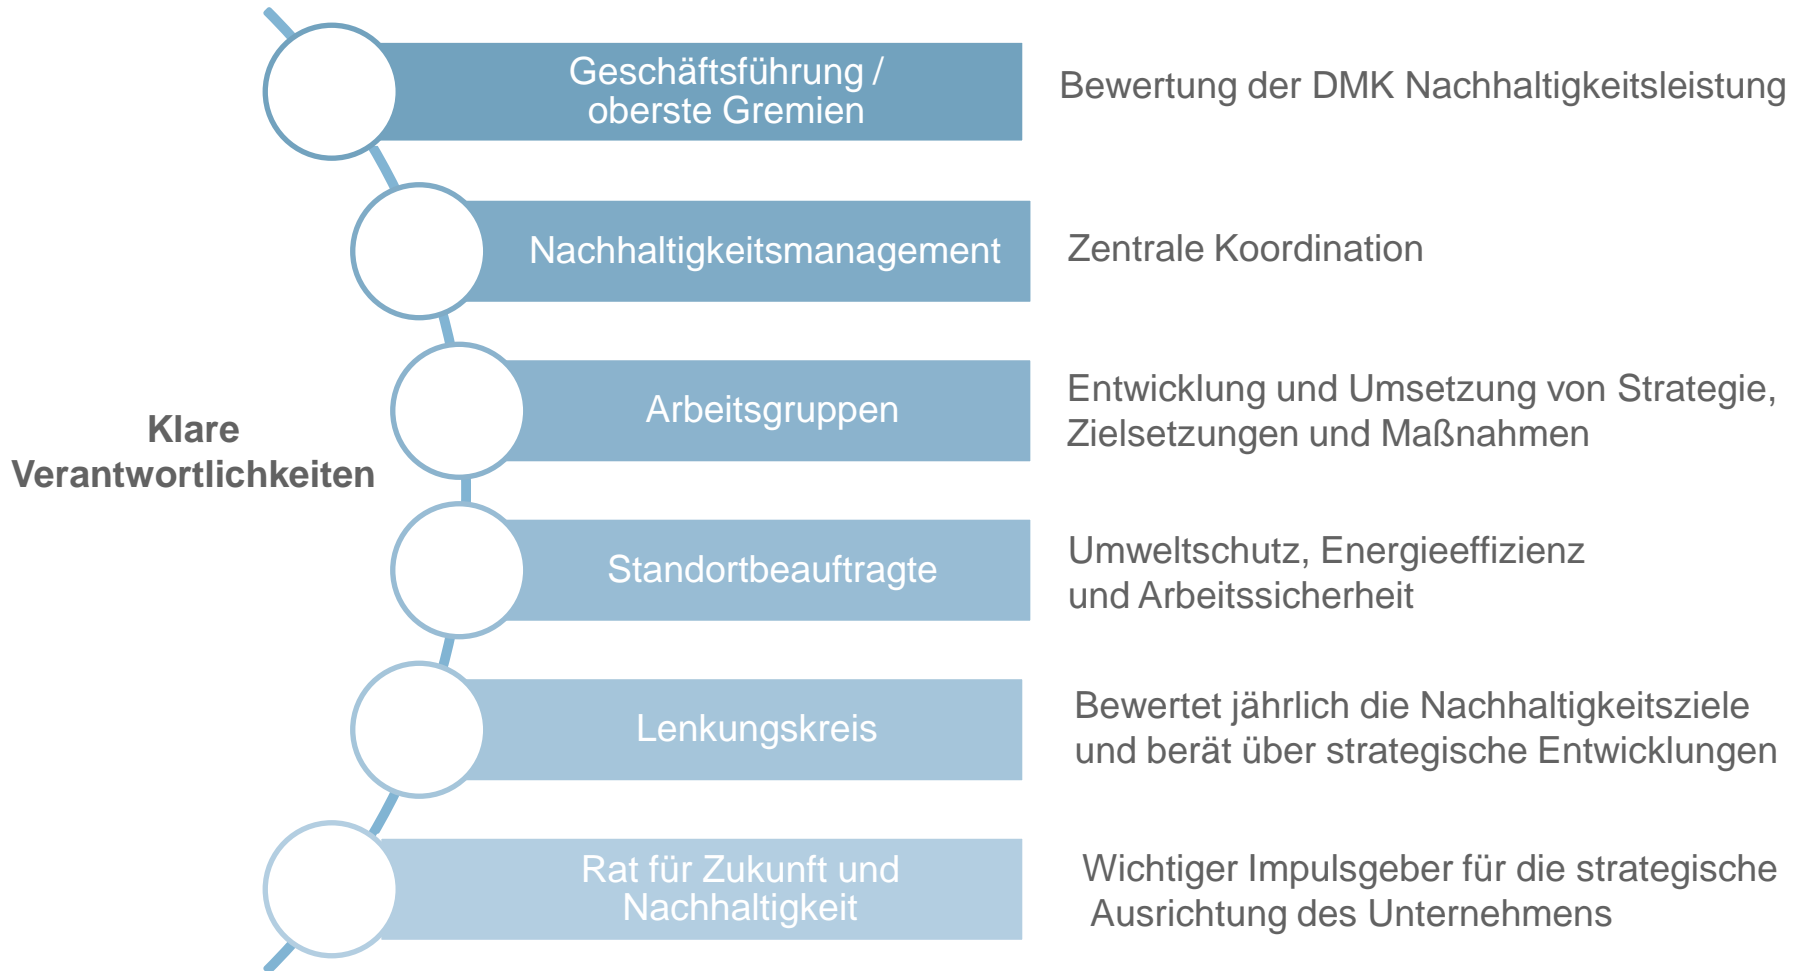 Geschäftsführung /
oberste Gremien
Bewertung der DMK Nachhaltigkeitsleistung
Nachhaltigkeitsmanagement
Zentrale Koordination
Klare
Verantwortlichkeiten
Arbeitsgruppen
Entwicklung und Umsetzung von Strategie,
Zielsetzungen und Maßnahmen
Standortbeauftragte
Umweltschutz, Energieeffizienz
und Arbeitssicherheit
Lenkungskreis
Bewertet jährlich die Nachhaltigkeitsziele
und berät über strategische Entwicklungen
Rat für Zukunft und
Nachhaltigkeit
Wichtiger Impulsgeber für die strategische
Ausrichtung des Unternehmens